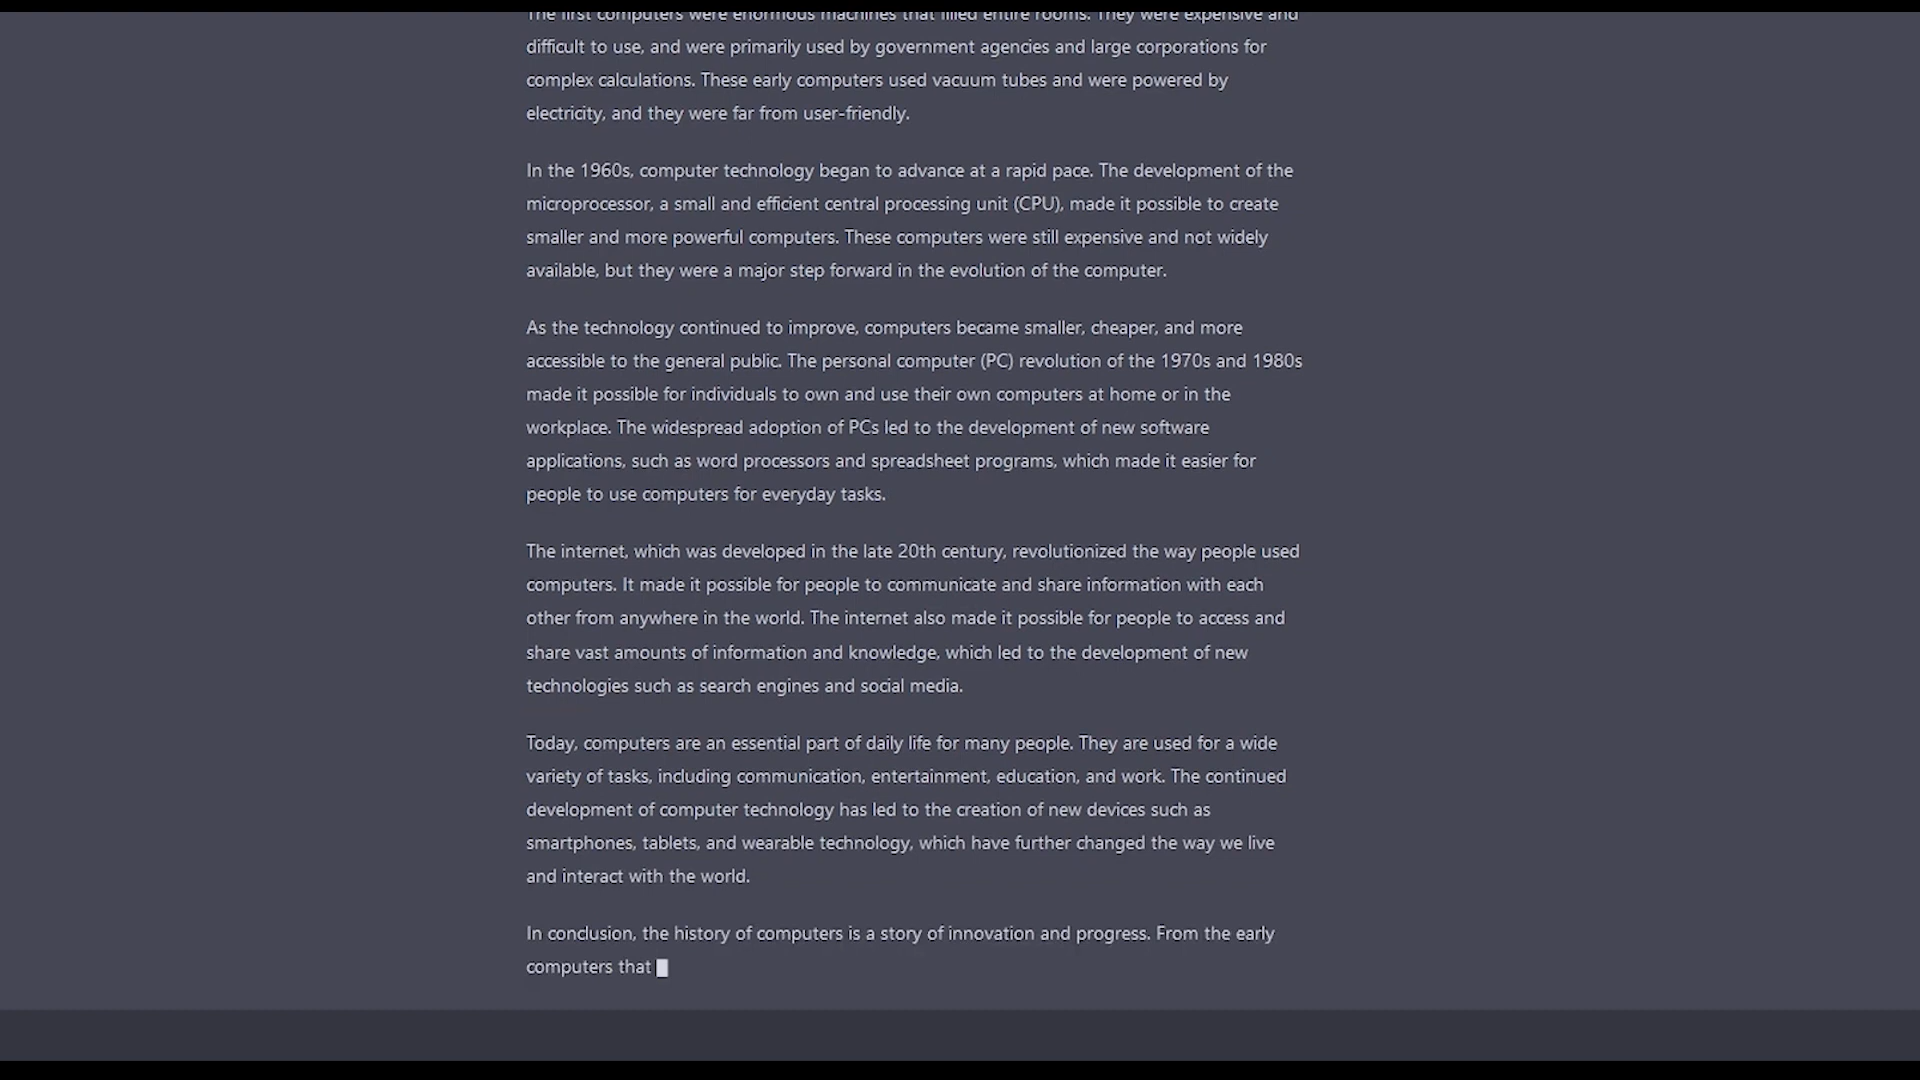 The first computers were enormous machines that filled entire rooms. They were expensive and
difficult to use, and were primarily used by government agencies and large corporations for
complex calculations. These early computers used vacuum tubes and were powered by
electricity, and they were far from user-friendly.
In the 1960s, computer technology began to advance at a rapid pace. The development of the
microprocessor, a small and efficient central processing unit (CPU), made it possible to create
smaller and more powerful computers. These computers were still expensive and not widely
available, but they were a major step forward in the evolution of the computer.
As the technology continued to improve, computers became smaller, cheaper, and more
accessible to the general public. The personal computer (PC) revolution of the 1970s and 1980s
made it possible for individuals to own and use their own computers at home or in the
workplace. The widespread adoption of PCs led to the development of new software
applications, such as word processors and spreadsheet programs, which made it easier for
people to use computers for everyday tasks.
The internet, which was developed in the late 20th century, revolutionized the way people used
computers. It made it possible for people to communicate and share information with each
other from anywhere in the world. The internet also made it possible for people to access and
share vast amounts of information and knowledge, which led to the development of new
technologies such as search engines and social media.
Today, computers are an essential part of daily life for many people. They are used for a wide
variety of tasks, including communication, entertainment, education, and work. The continued
development of computer technology has led to the creation of new devices such as
smartphones, tablets, and wearable technology, which have further changed the way we live
and interact with the world.
In conclusion, the history of computers is a story of innovation and progress. From the early
computers that